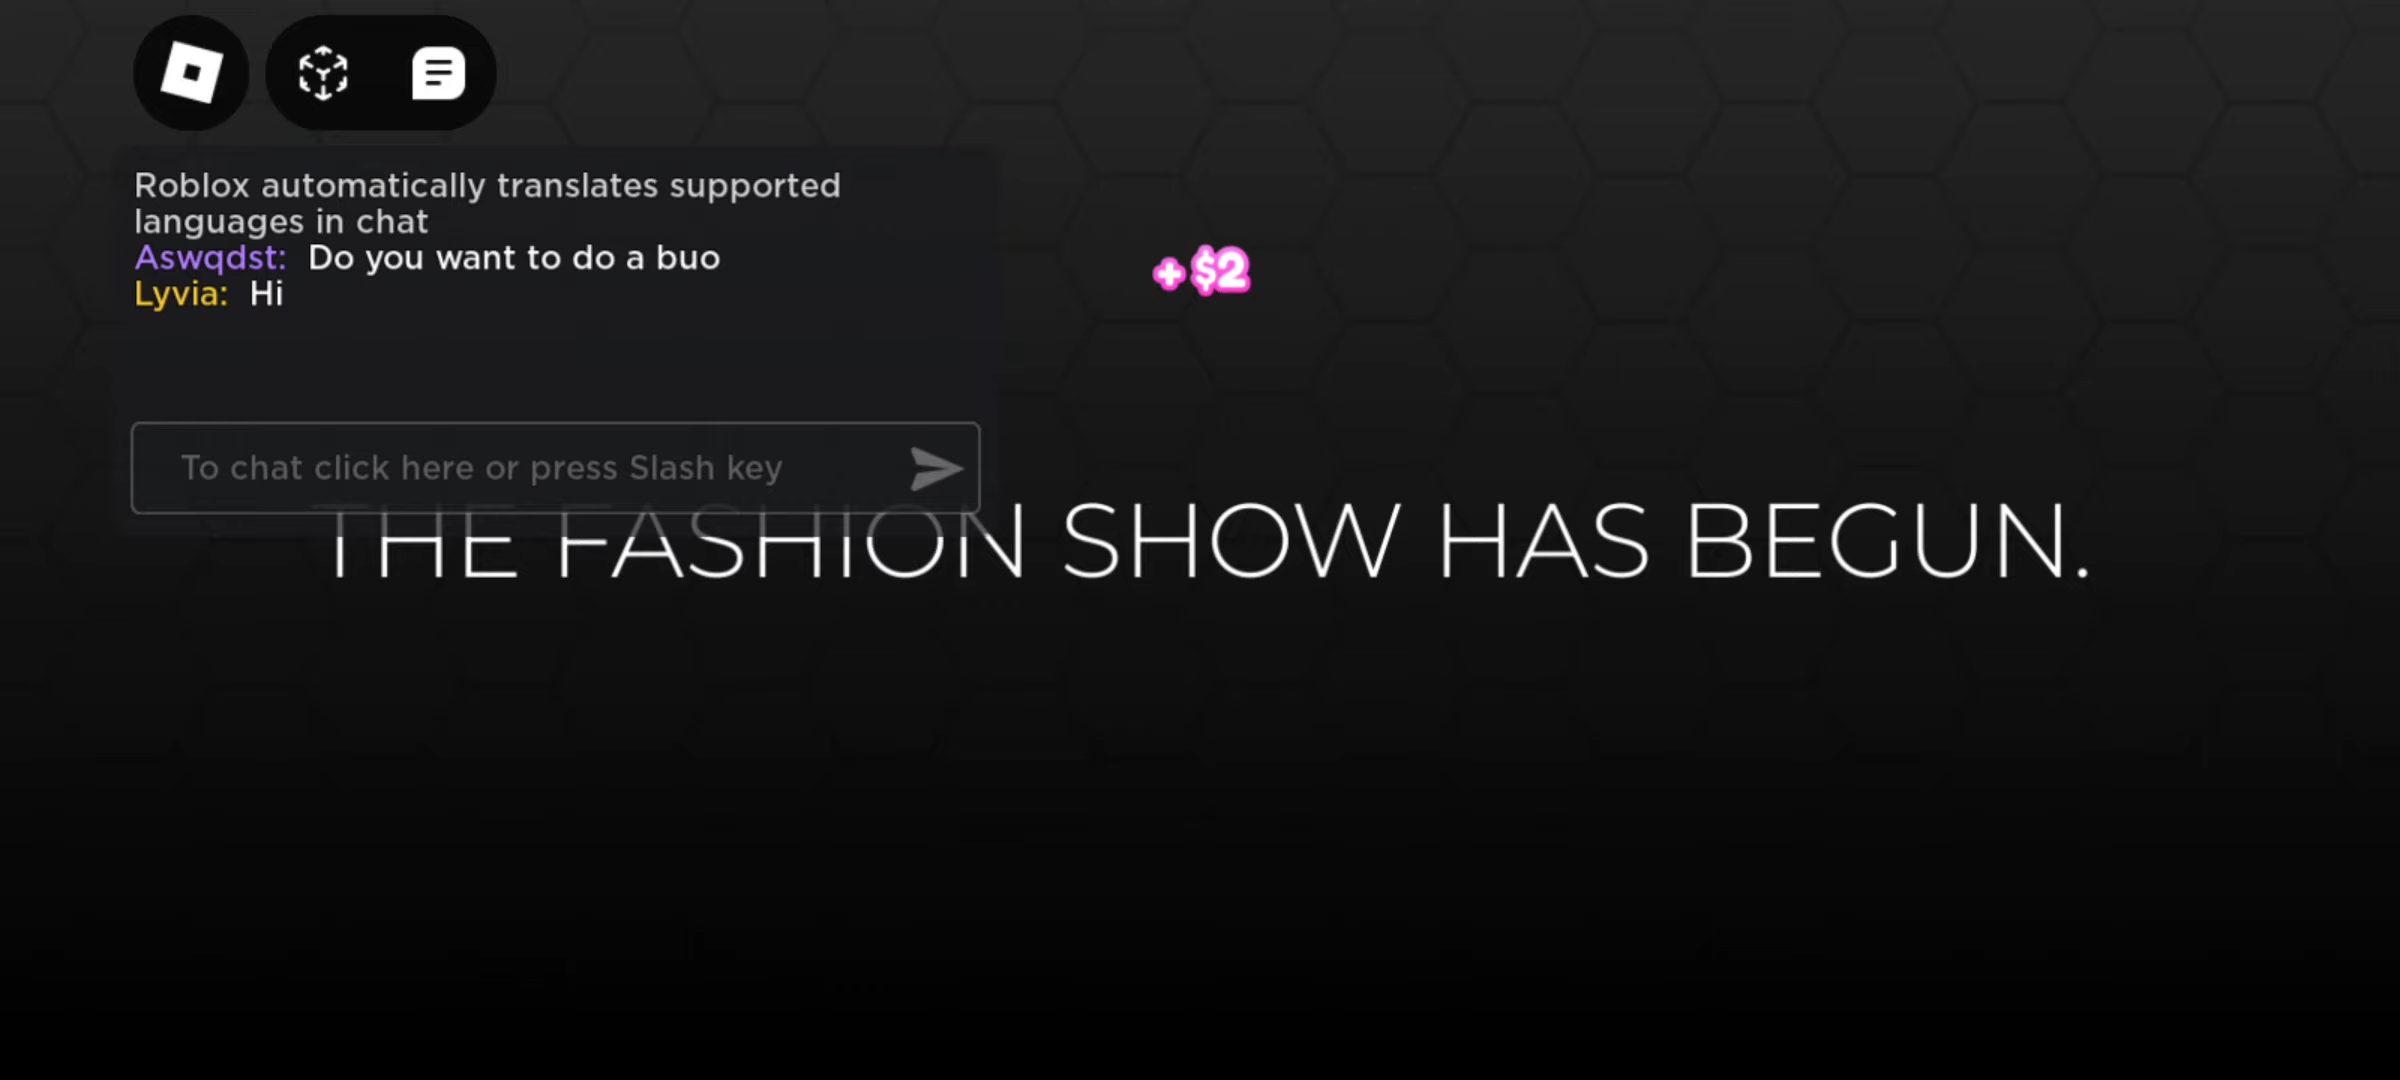 Roblox automatically translates supported
languages in chat
Aswqdst: Do you want to do a buo
Lyvia: Hi
+$2
To chat click here or press Slash key
THE FASHION SHOW HAS BEGUN.